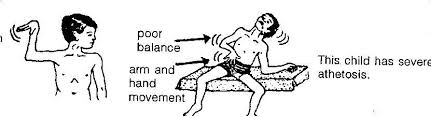 poor
balance
arm and
hand
movement
This child has severe
athetosis.